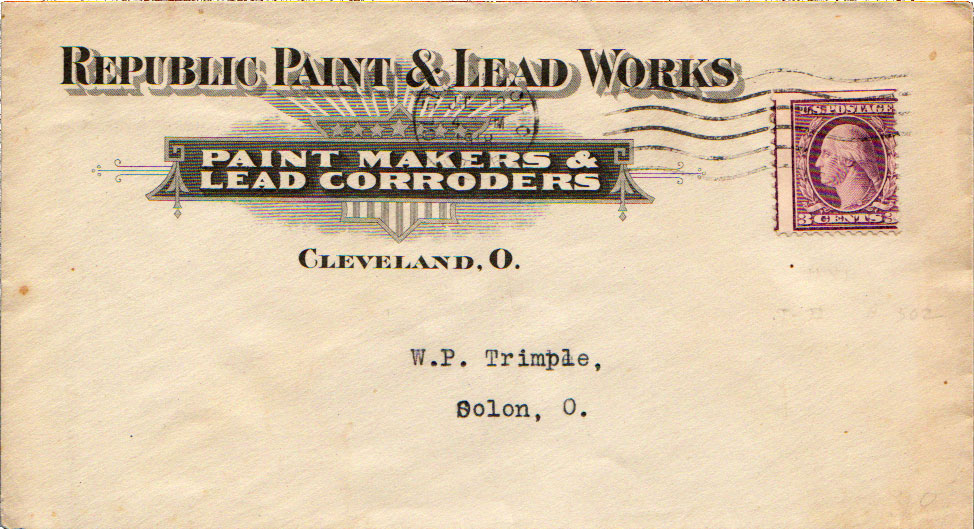 REPUBLIC PAINT & LEAD WORKS
PAINT MAKERS &
LEAD CORRODERS
CLEVELAND, O.
U.S. POSTAGE
3 CENTS 3
W.P. Trimple,
Solon, O.